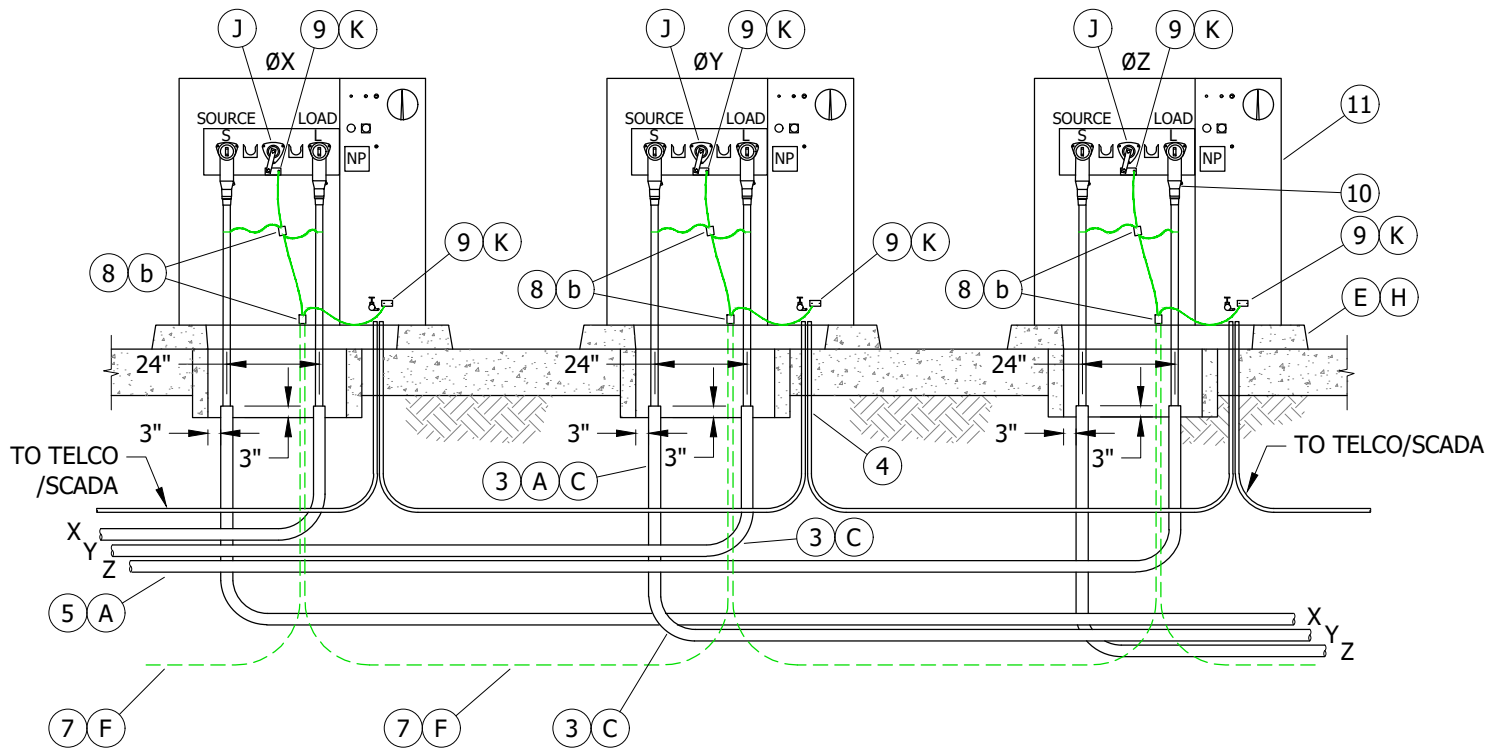 J 9 K J 9 K J 9 K
ØX ØY ØZ
11
SOURCE LOAD SOURCE LOAD SOURCE LOAD
S L S L S L
NP NP NP
10
9 K 9 K 9 K
8 b 8 b 8 b
E H
24" 24" 24"
3" 3" 3" 3" 3" 3"
TO TELCO
/SCADA
3 A C
4
TO TELCO/SCADA
X
Y
Z
3 C
5 A
X
Y
Z
7 F 7 F 3 C